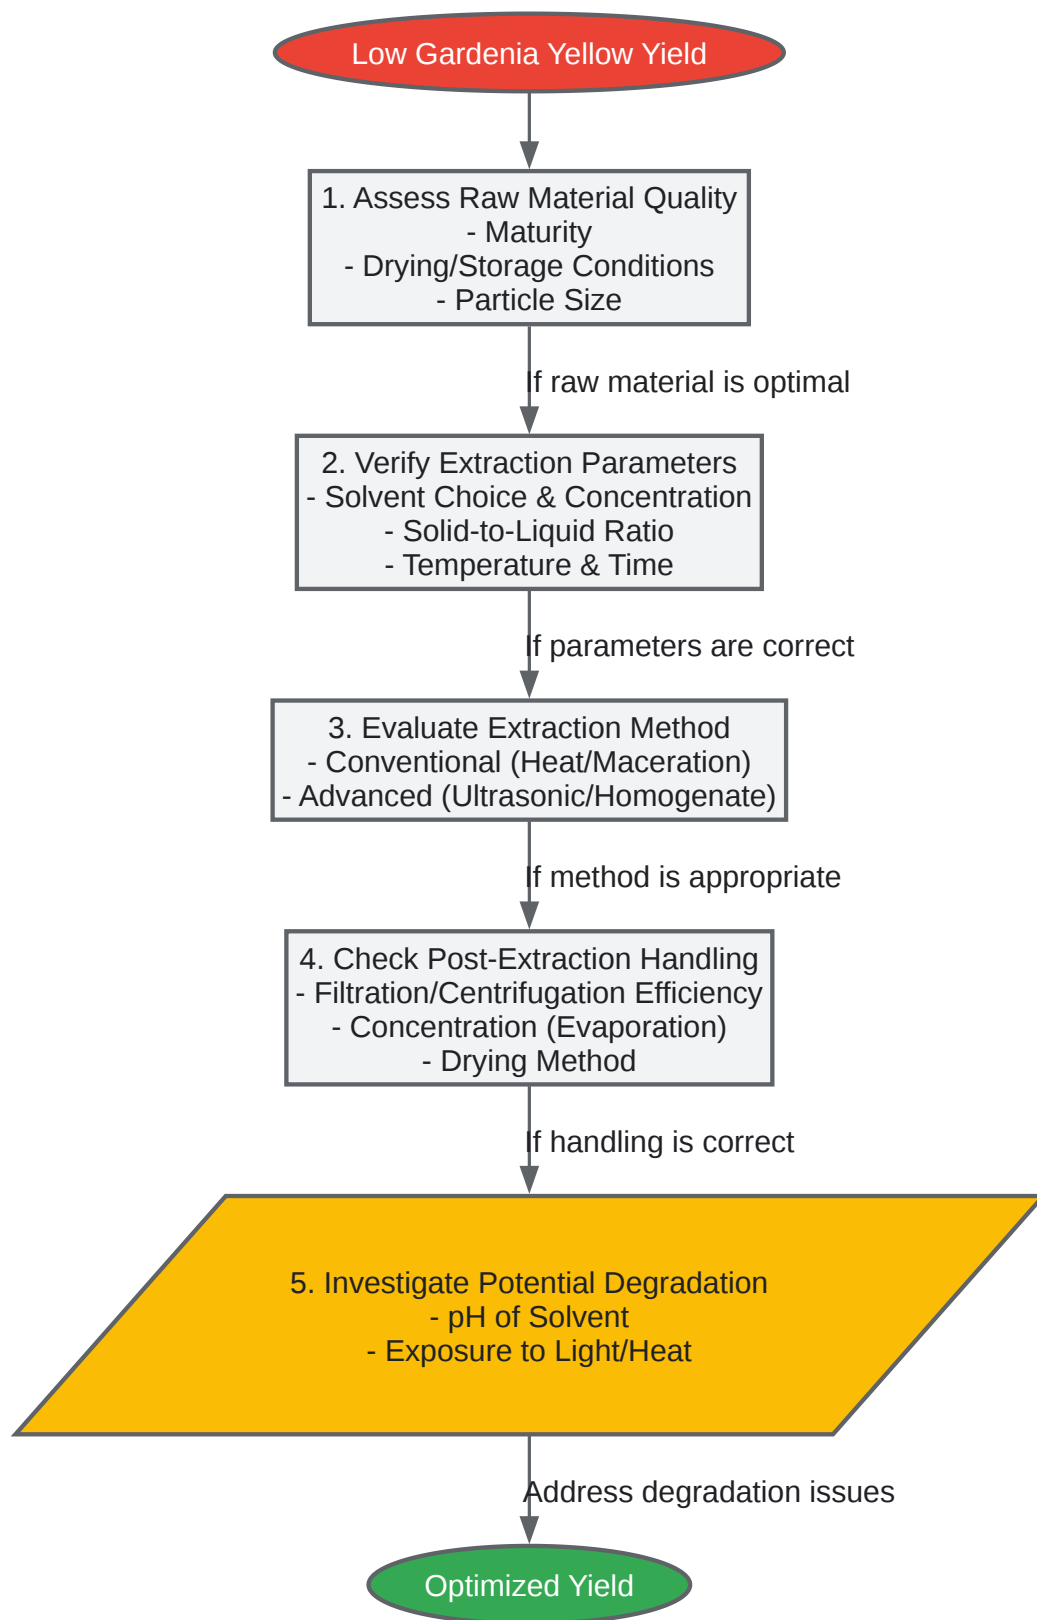 Low Gardenia Yellow Yield
1. Assess Raw Material Quality
- Maturity
- Drying/Storage Conditions
- Particle Size
If raw material is optimal
2. Verify Extraction Parameters
- Solvent Choice & Concentration
- Solid-to-Liquid Ratio
- Temperature & Time
If parameters are correct
3. Evaluate Extraction Method
- Conventional (Heat/Maceration)
- Advanced (Ultrasonic/Homogenate)
If method is appropriate
4. Check Post-Extraction Handling
- Filtration/Centrifugation Efficiency
- Concentration (Evaporation)
- Drying Method
If handling is correct
5. Investigate Potential Degradation
- pH of Solvent
- Exposure to Light/Heat
Address degradation issues
Optimized Yield